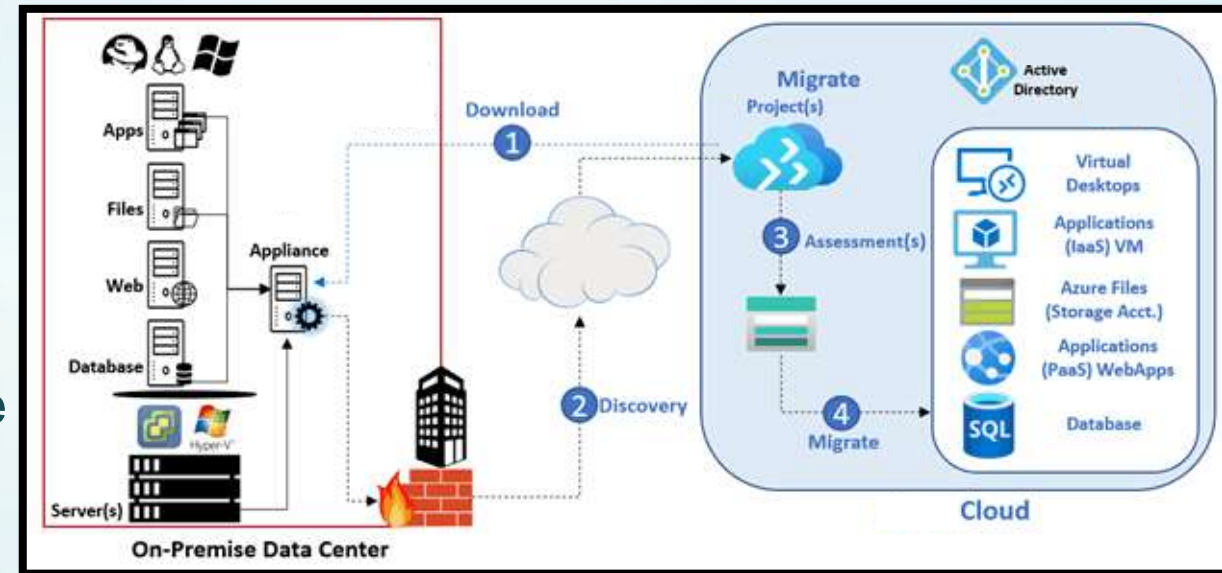 Apps
Files
Web
Database
Hyper-V
Server(s)
Appliance
On-Premise Data Center
Download
1
2 Discovery
Migrate
Project(s)
3 Assessment(s)
4
Migrate
Active
Directory
Virtual
Desktops
Applications
(IaaS) VM
Azure Files
(Storage Acct.)
Applications
(PaaS) WebApps
SQL
Database
Cloud
e